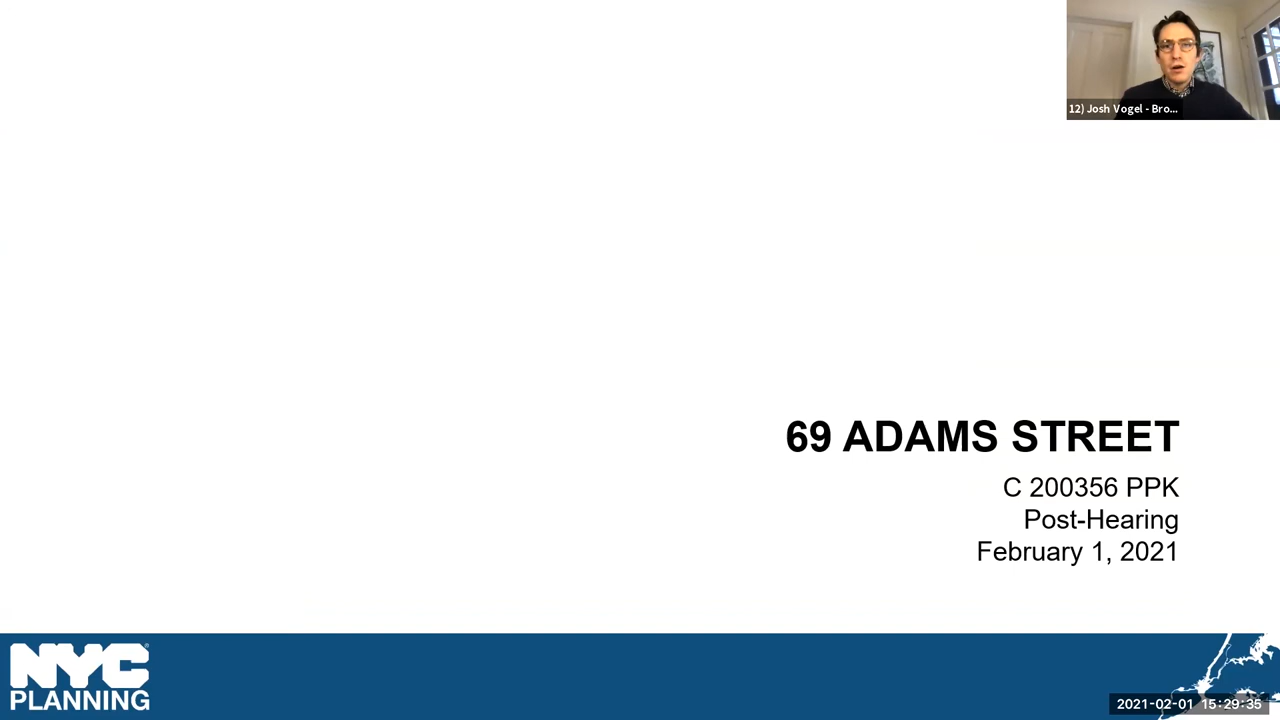 12) Josh Vogel - Bro...
69 ADAMS STREET
C 200356 PPK
Post-Hearing
February 1, 2021
NYC
PLANNING
2021-02-01 15:29:35